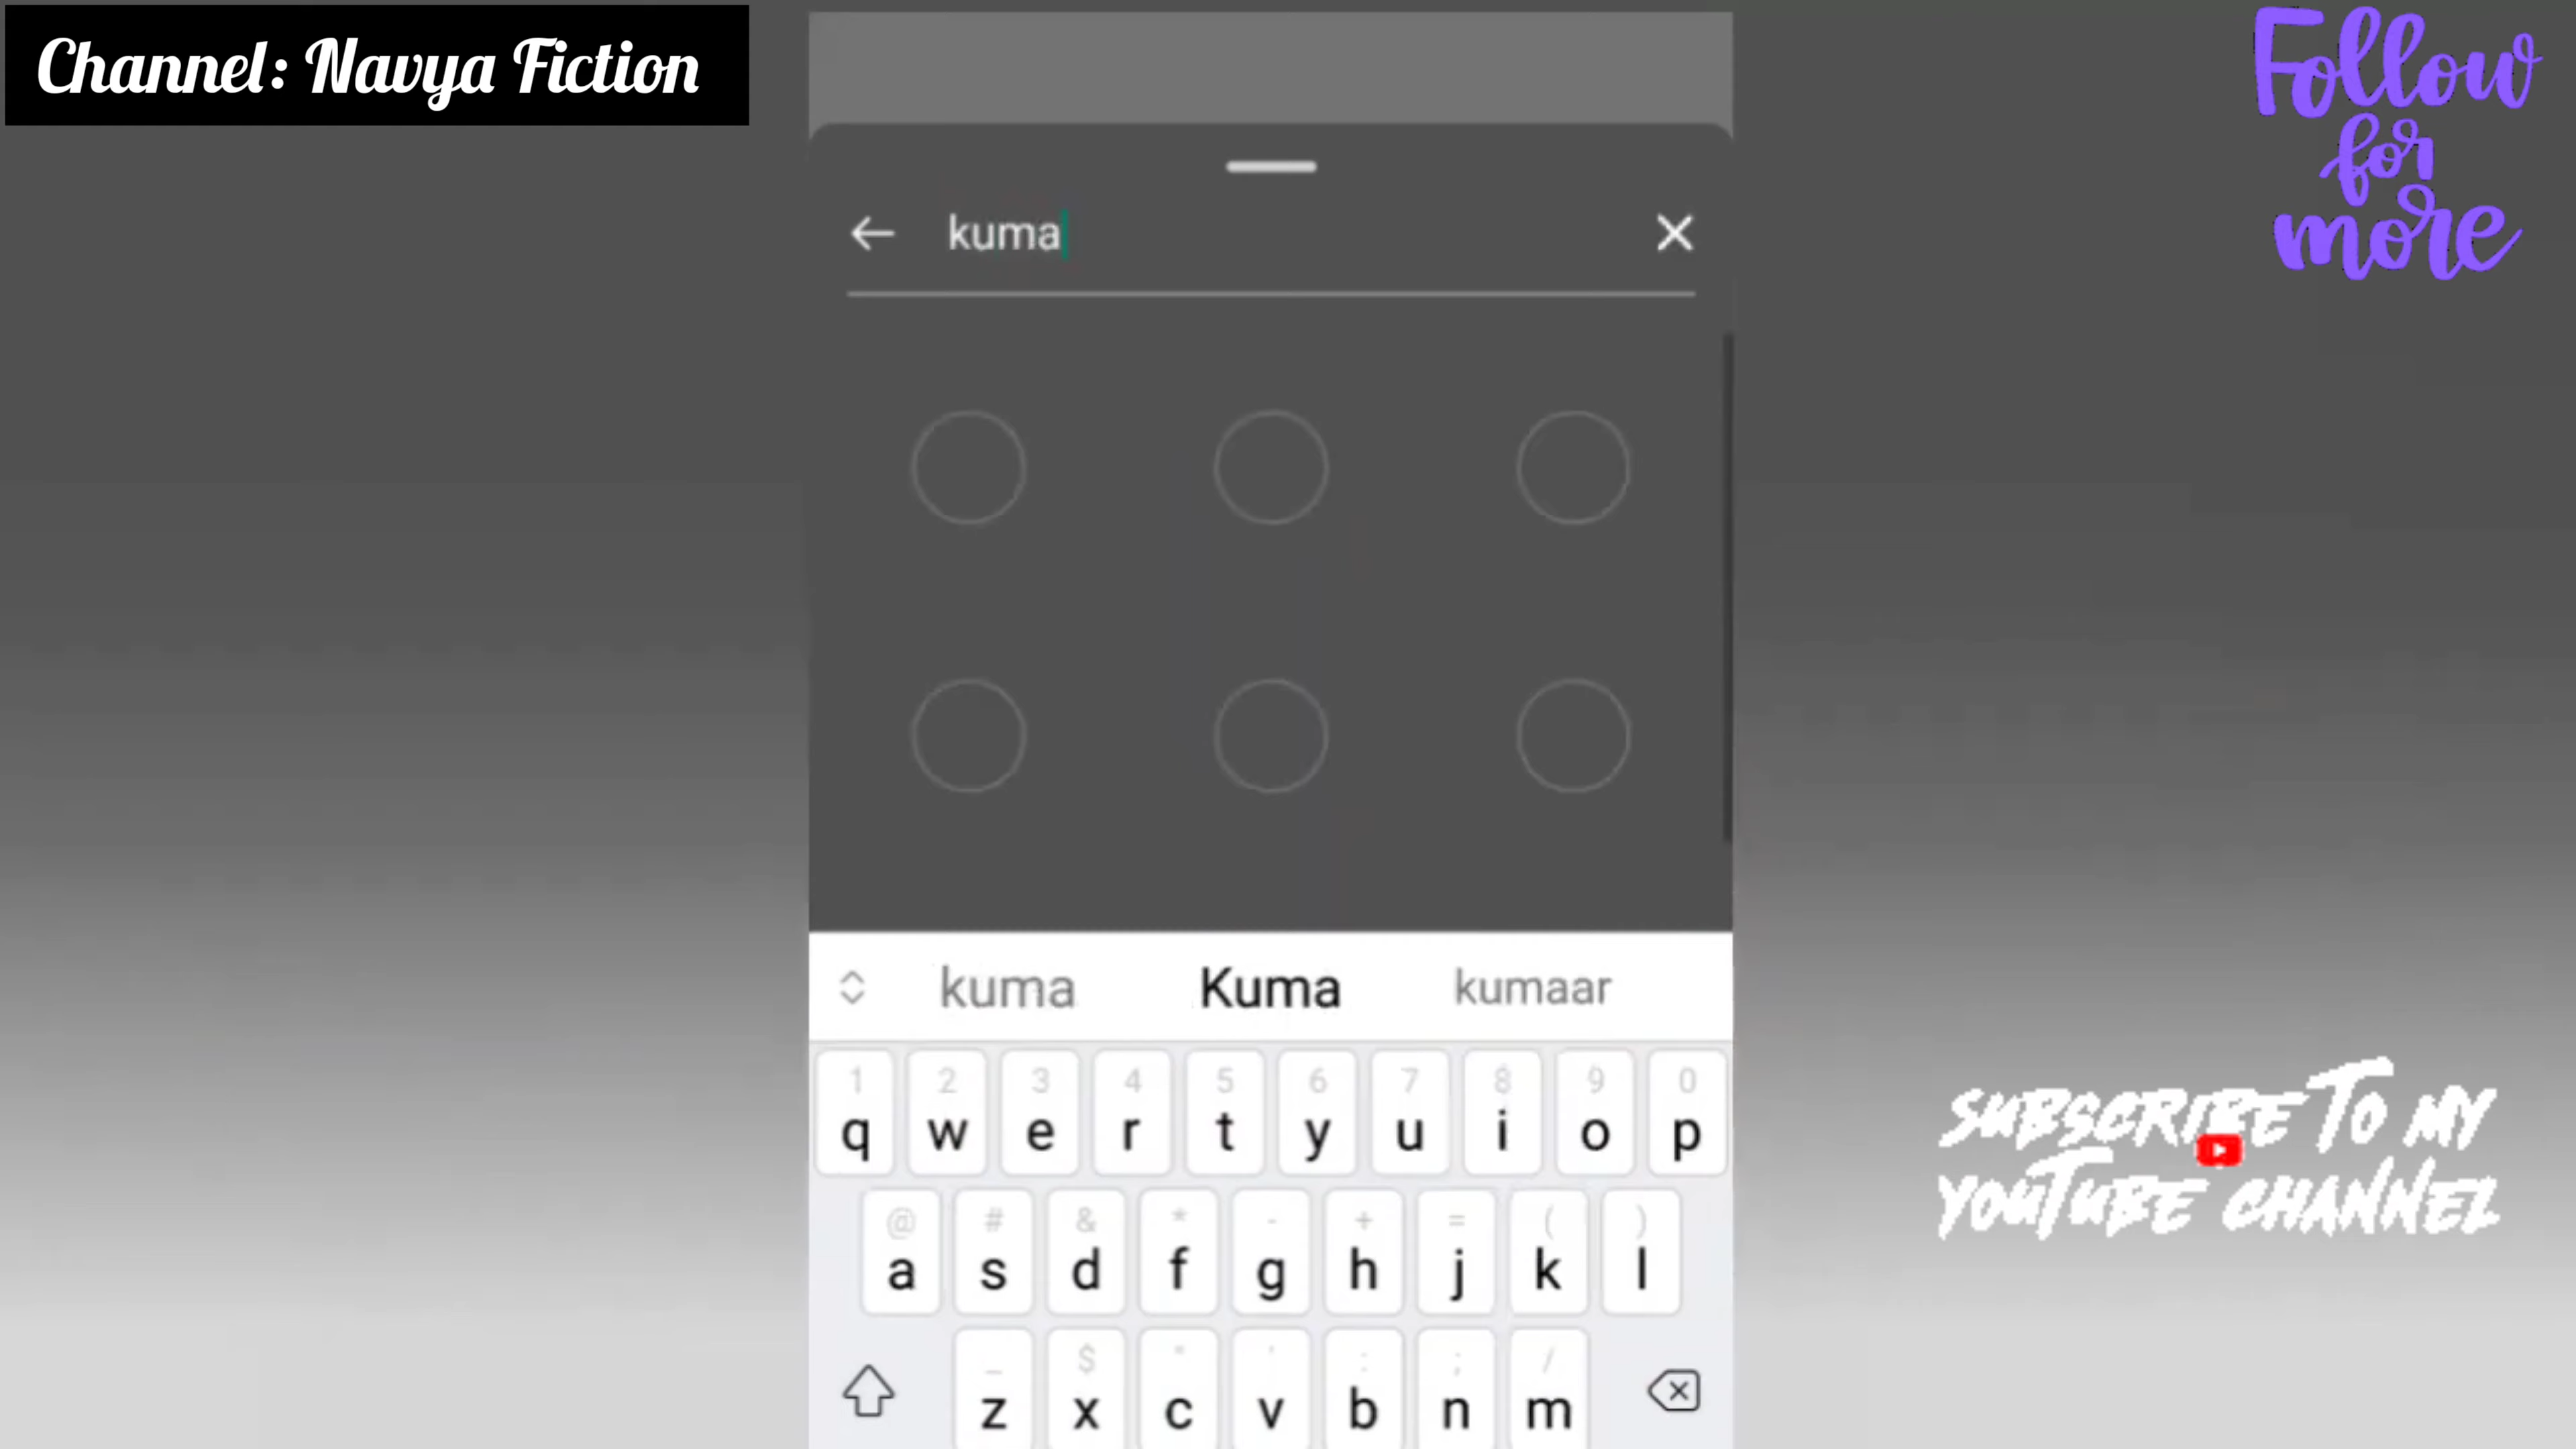 Channel: Navya Fiction
Follow
for
more
kuma
kuma Kuma kumaar
1 2 3 4 5 6 7 8 9 0
q w e r t y u i o p
@ # & * - + = ( )
a s d f g h j k l
_ $ " ' : ; /
z x c v b n m
SUBSCRIBE TO MY
YOUTUBE CHANNEL